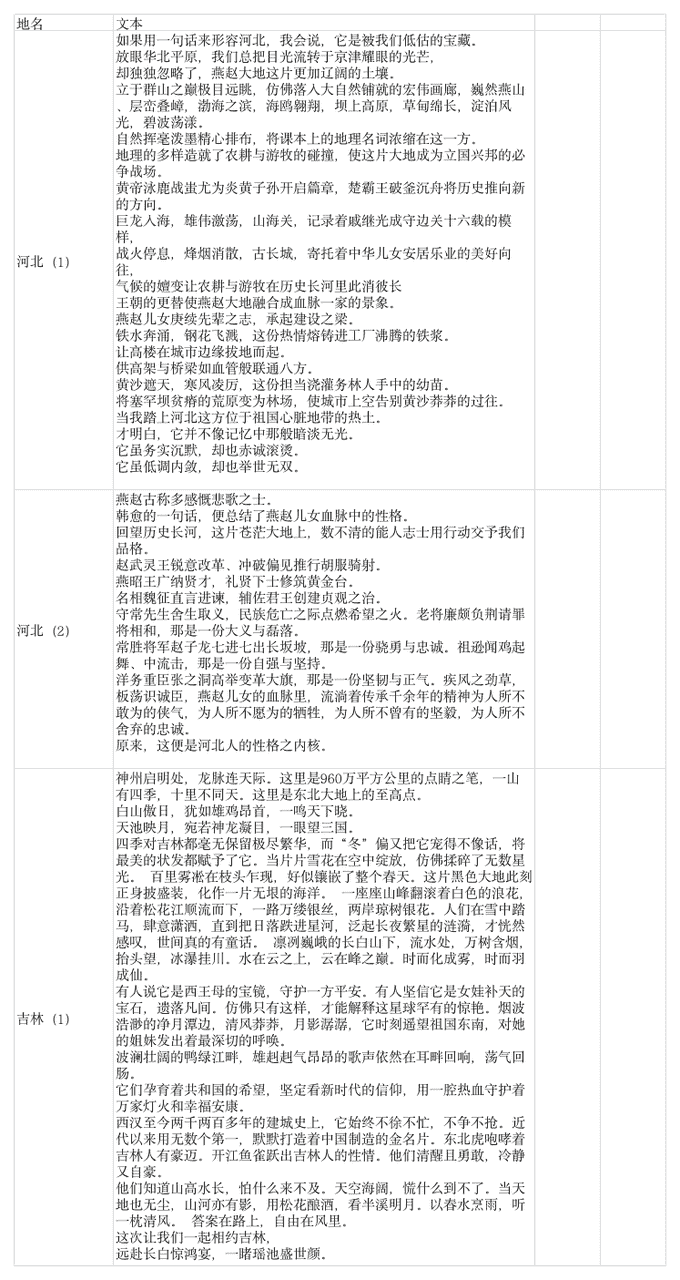 地名 文本
如果用一句话来形容河北，我会说，它是被我们低估的宝藏。
放眼华北平原，我们总把目光流转于京津耀眼的光芒，
却独独忽略了，燕赵大地这片更加辽阔的土壤。
立于群山之巅极目远眺，仿佛落入大自然铺就的宏伟画廊，巍然燕山
、层峦叠嶂，渤海之滨，海鸥翱翔，坝上高原，草甸绵长，淀泊风
光，碧波荡漾。
自然挥毫泼墨精心排布，将课本上的地理名词浓缩在这一方。
地理的多样造就了农耕与游牧的碰撞，使这片大地成为立国兴邦的必
争战场。
黄帝泳鹿战蚩尤为炎黄子孙开启篇章，楚霸王破釜沉舟将历史推向新
的方向。
巨龙人海，雄伟激荡，山海关，记录着戚继光成守边关十六载的模
样，
战火停息，烽烟消散，古长城，寄托着中华儿女安居乐业的美好向
往，
气候的嬗变让农耕与游牧在历史长河里此消彼长
王朝的更替使燕赵大地融合成血脉一家的景象。
燕赵儿女庚续先辈之志，承起建设之梁。
铁水奔涌，钢花飞溅，这份热情熔铸进工厂沸腾的铁浆。
让高楼在城市边缘拔地而起。
供高架与桥梁如血管般联通八方。
黄沙遮天，寒风凌厉，这份担当浇灌务林人手中的幼苗。
将塞罕坝贫瘠的荒原变为林场，使城市上空告别黄沙莽莽的过往。
当我踏上河北这方位于祖国心脏地带的热土。
才明白，它并不像记忆中那般暗淡无光。
它虽务实沉默，却也赤诚滚烫。
它虽低调内敛，却也举世无双。
河北（1）
燕赵古称多感慨悲歌之士。
韩愈的一句话，便总结了燕赵儿女血脉中的性格。
回望历史长河，这片苍茫大地上，数不清的能人志士用行动交予我们
品格。
赵武灵王锐意改革、冲破偏见推行胡服骑射。
燕昭王广纳贤才，礼贤下士修筑黄金台。
名相魏征直言进谏，辅佐君王创建贞观之治。
守常先生舍生取义，民族危亡之际点燃希望之火。老将廉颇负荆请罪
将相和，那是一份大义与磊落。
常胜将军赵子龙七进七出长坂坡，那是一份骁勇与忠诚。祖逊闻鸡起
舞、中流击，那是一份自强与坚持。
洋务重臣张之洞高举变革大旗，那是一份坚韧与正气。疾风之劲草，
板荡识诚臣，燕赵儿女的血脉里，流淌着传承千余年的精神为人所不
敢为的侠气，为人所不愿为的牺牲，为人所不曾有的坚毅，为人所不
舍弃的忠诚。
原来，这便是河北人的性格之内核。
河北（2）
神州启明处，龙脉连天际。这里是960万平方公里的点睛之笔，一山
有四季，十里不同天。这里是东北大地上的至高点。
白山傲日，犹如雄鸡昂首，一鸣天下晓。
天池映月，宛若神龙凝目，一眼望三国。
四季对吉林都毫无保留极尽繁华，而“冬”偏又把它宠得不像话，将
最美的状发都赋予了它。当片片雪花在空中绽放，仿佛揉碎了无数星
光。 百里雾凇在枝头乍现，好似镶嵌了整个春天。这片黑色大地此刻
正身披盛装，化作一片无垠的海洋。 一座座山峰翻滚着白色的浪花，
沿着松花江顺流而下，一路万缕银丝，两岸琼树银花。人们在雪中踏
马，肆意潇洒，直到把日落跌进星河，泛起长夜繁星的涟漪，才恍然
感叹，世间真的有童话。 凛冽巍峨的长白山下，流水处，万树含烟，
抬头望，冰瀑挂川。水在云之上，云在峰之巅。时而化成雾，时而羽
成仙。
有人说它是西王母的宝镜，守护一方平安。有人坚信它是女娃补天的
宝石，遗落凡间。仿佛只有这样，才能解释这星球罕有的惊艳。烟波
浩渺的净月潭边，清风莽莽，月影潺潺，它时刻遥望祖国东南，对她
的姐妹发出着最深切的呼唤。
波澜壮阔的鸭绿江畔，雄赳赳气昂昂的歌声依然在耳畔回响，荡气回
肠。
它们孕育着共和国的希望，坚定看新时代的信仰，用一腔热血守护着
万家灯火和幸福安康。
西汉至今两千两百多年的建城史上，它始终不徐不忙，不争不抢。近
代以来用无数个第一，默默打造着中国制造的金名片。东北虎咆哮着
吉林人有豪迈。开江鱼雀跃出吉林人的性情。他们清醒且勇敢，冷静
又自豪。
他们知道山高水长，怕什么来不及。天空海阔，慌什么到不了。当天
地也无尘，山河亦有影，用松花酿酒，看半溪明月。以春水烹雨，听
一枕清风。 答案在路上，自由在风里。
这次让我们一起相约吉林，
远赴长白惊鸿宴，一睹瑶池盛世颜。
吉林（1）